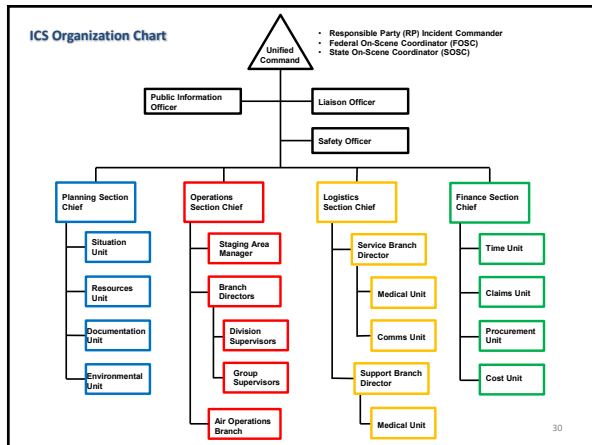 ICS Organization Chart
Unified
Command
• Responsible Party (RP) Incident Commander
• Federal On-Scene Coordinator (FOSC)
• State On-Scene Coordinator (SOSC)
Public Information
Officer
Liaison Officer
Safety Officer
Planning Section
Chief
Situation
Unit
Resources
Unit
Documentation
Unit
Environmental
Unit
Operations
Section Chief
Staging Area
Manager
Branch
Directors
Division
Supervisors
Group
Supervisors
Air Operations
Branch
Logistics
Section Chief
Service Branch
Director
Medical Unit
Comms Unit
Support Branch
Director
Medical Unit
Finance Section
Chief
Time Unit
Claims Unit
Procurement
Unit
Cost Unit
30